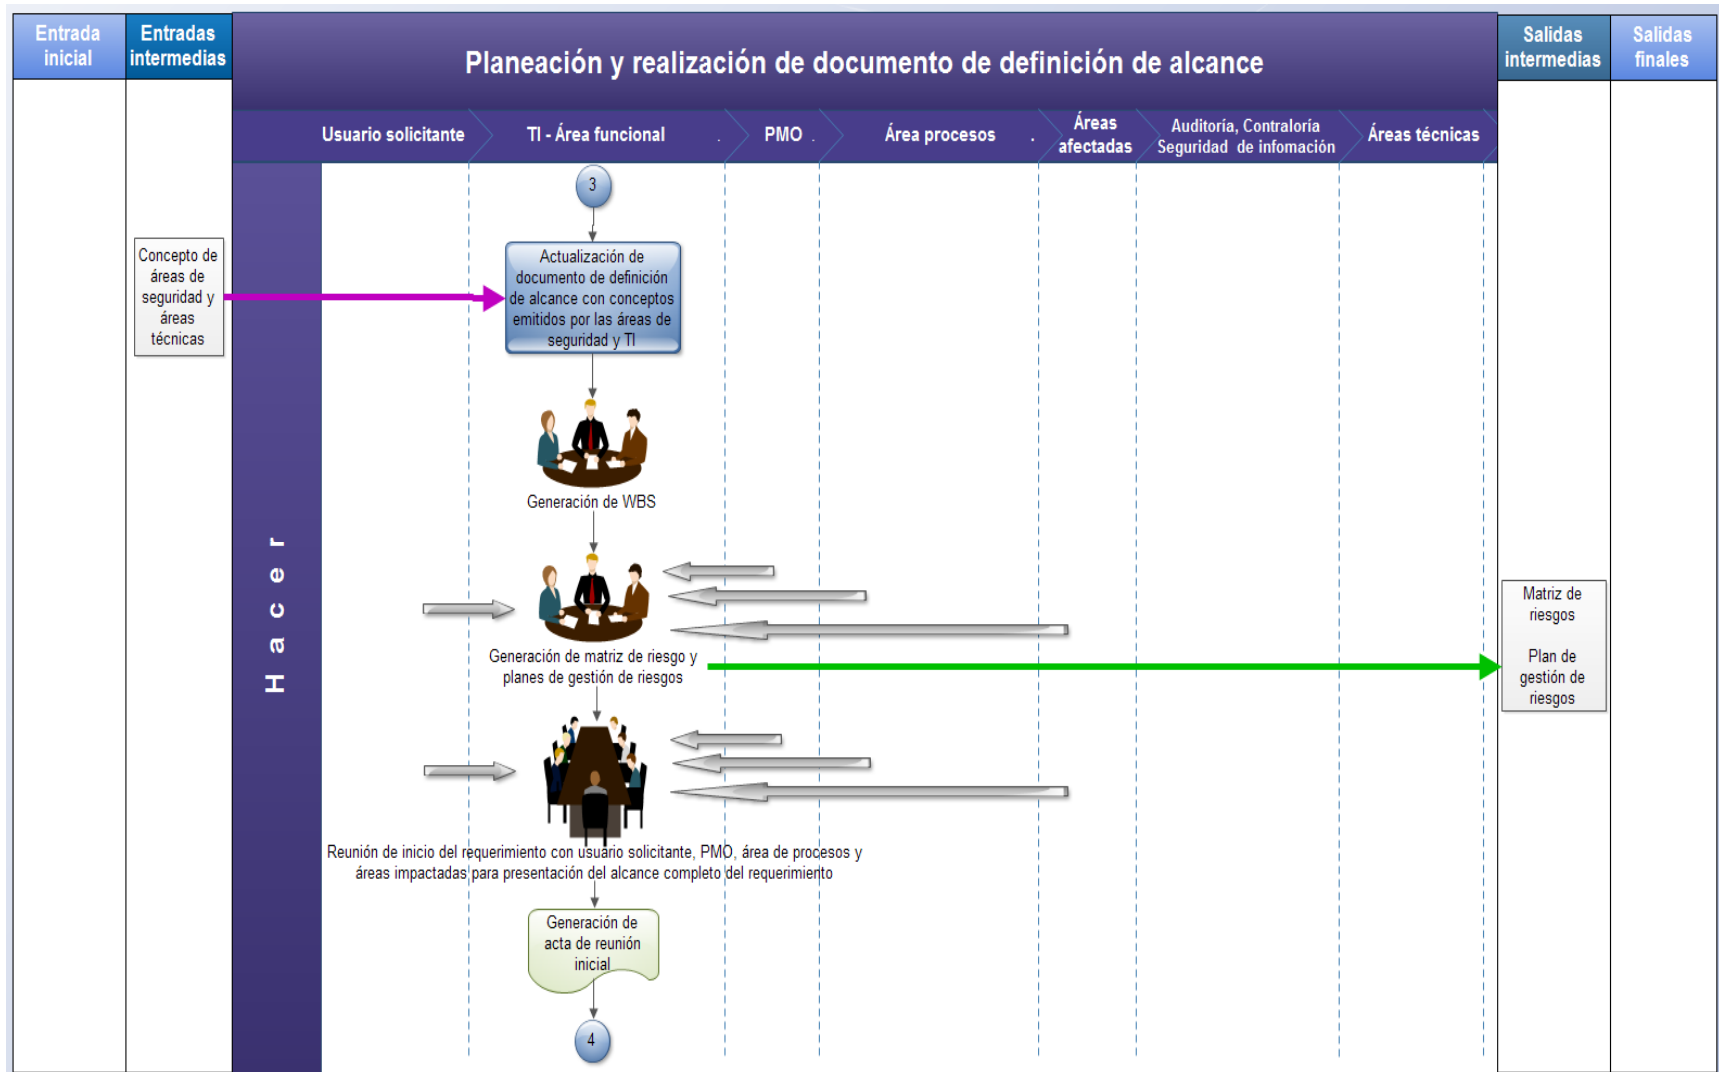 Entrada
inicial
Entradas
intermedias
Planeación y realización de documento de definición de alcance
Salidas
intermedias
Salidas
finales
Usuario solicitante
TI - Área funcional
.
PMO .
Área procesos
.
Áreas
afectadas
Auditoría, Contraloría
Seguridad de infomación
Áreas técnicas
Hacer
3
Concepto de
áreas de
seguridad y
áreas
técnicas
Actualización de
documento de definición
de alcance con conceptos
emitidos por las áreas de
seguridad y TI
Generación de WBS
Generación de matriz de riesgo y
planes de gestión de riesgos
Matriz de
riesgos
Plan de
gestión de
riesgos
Reunión de inicio del requerimiento con usuario solicitante, PMO, área de procesos y
áreas impactadas para presentación del alcance completo del requerimiento
Generación de
acta de reunión
inicial
4